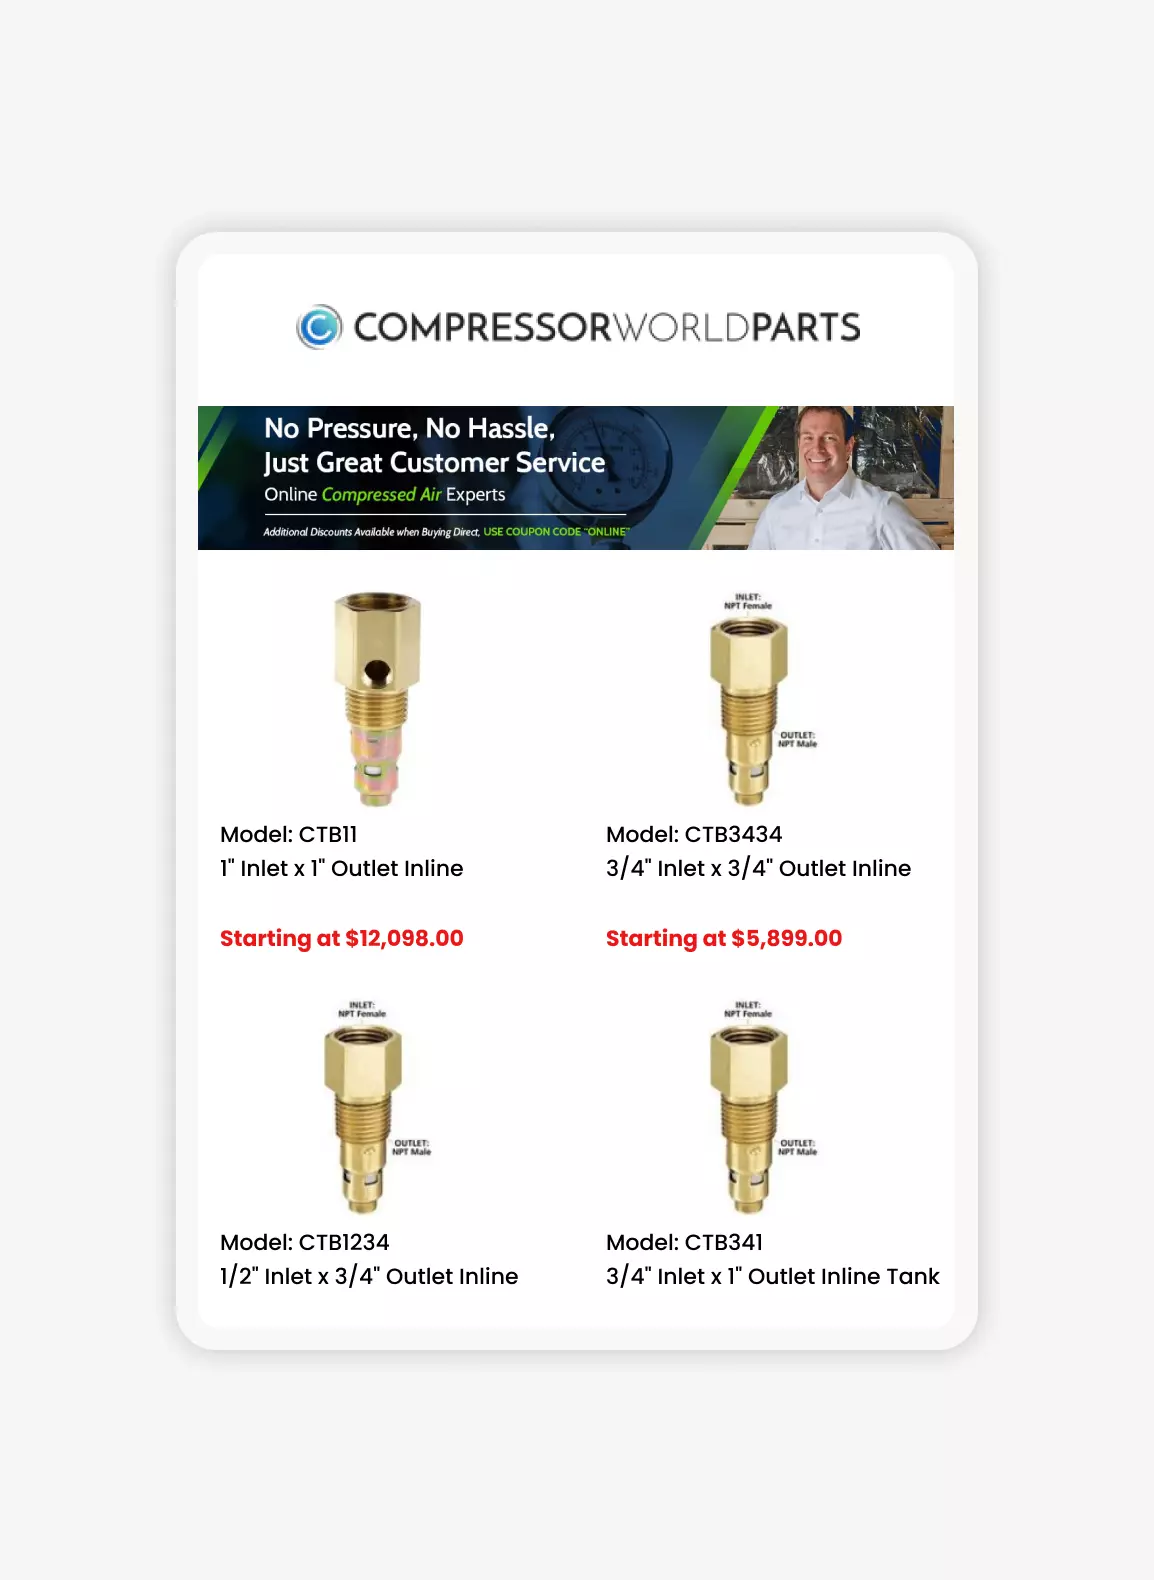 COMPRESSORWORLDPARTS
No Pressure, No Hassle,
Just Great Customer Service
Online Compressed Air Experts
Additional Discounts Available when Buying Direct, USE COUPON CODE "ONLINE"
INLET:
NPT Female
OUTLET:
NPT Male
Model: CTB11
1" Inlet x 1" Outlet Inline
Starting at $12,098.00
Model: CTB3434
3/4" Inlet x 3/4" Outlet Inline
Starting at $5,899.00
INLET:
NPT Female
OUTLET:
NPT Male
Model: CTB1234
1/2" Inlet x 3/4" Outlet Inline
INLET:
NPT Female
OUTLET:
NPT Male
Model: CTB341
3/4" Inlet x 1" Outlet Inline Tank